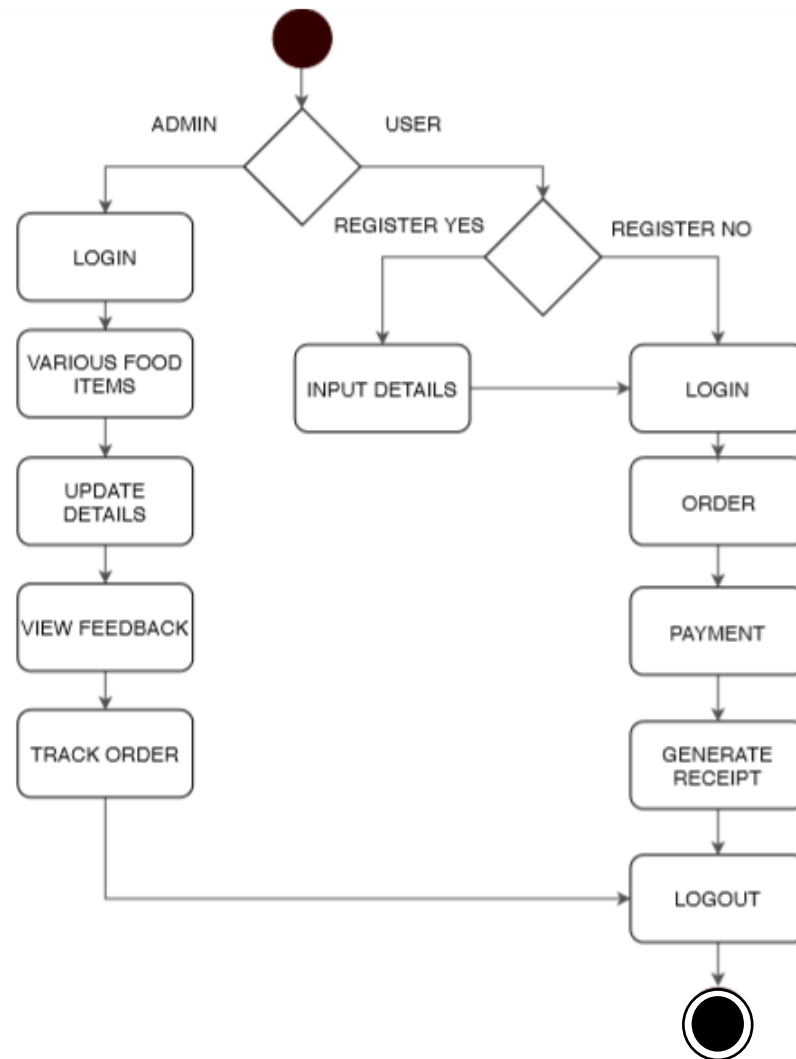 ADMIN
USER
REGISTER YES
REGISTER NO
LOGIN
VARIOUS FOOD
ITEMS
INPUT DETAILS
LOGIN
UPDATE
DETAILS
ORDER
VIEW FEEDBACK
PAYMENT
TRACK ORDER
GENERATE
RECEIPT
LOGOUT